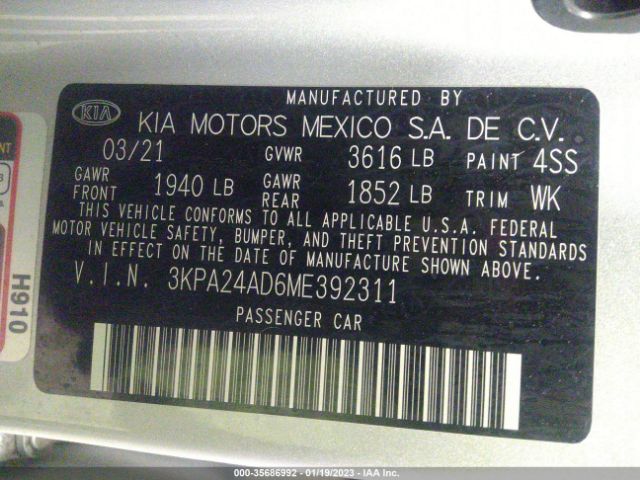 MANUFACTURED BY
KIA KIA MOTORS MEXICO S.A. DE C.V.
03/21 GVWR 3616 LB PAINT 4SS
GAWR FRONT 1940 LB GAWR REAR 1852 LB TRIM WK
THIS VEHICLE CONFORMS TO ALL APPLICABLE U.S.A. FEDERAL
MOTOR VEHICLE SAFETY, BUMPER, AND THEFT PREVENTION STANDARDS
IN EFFECT ON THE DATE OF MANUFACTURE SHOWN ABOVE.
V.I.N. 3KPA24AD6ME392311
PASSENGER CAR
H910
000-35686992 - 01/19/2023 - IAA Inc.